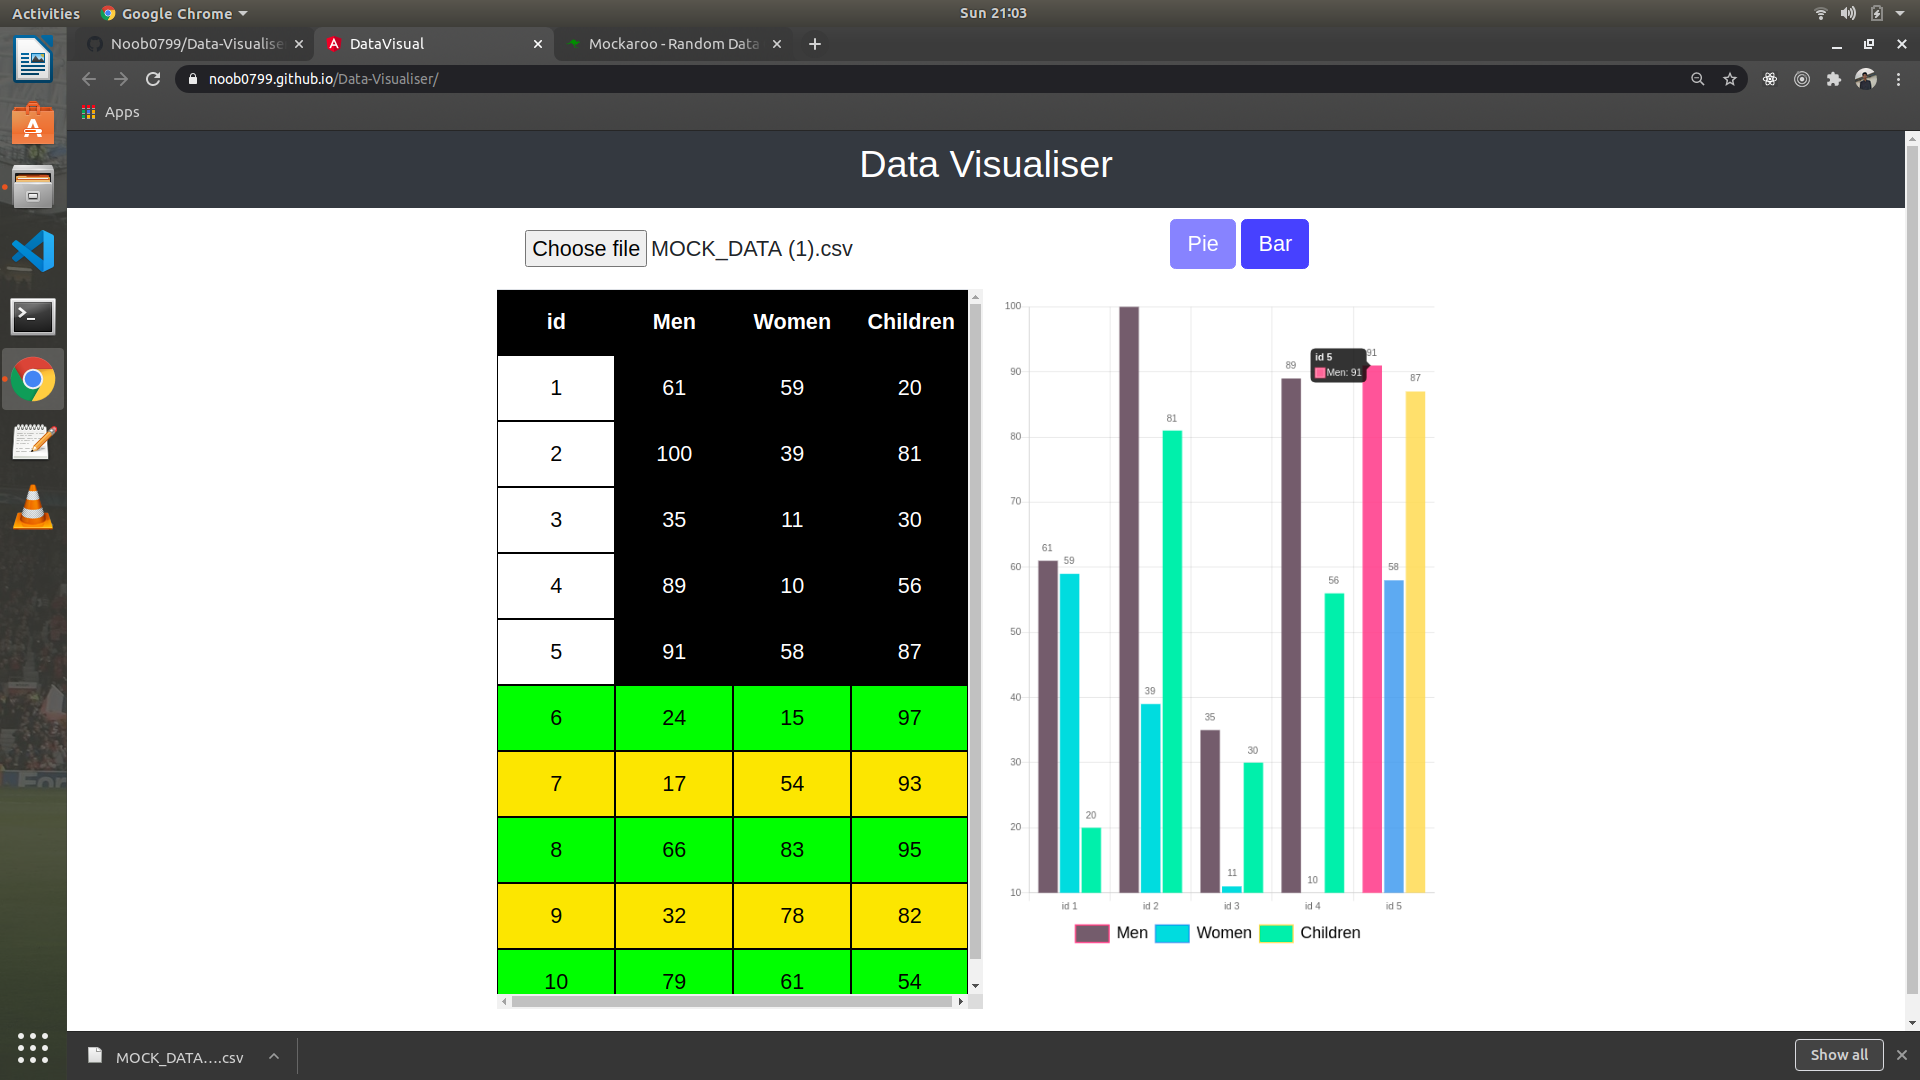 Activities Google Chrome Sun 21:03
Noob0799/Data-Visualise DataVisual Mockaroo - Random Data
noob0799.github.io/Data-Visualiser/
Apps
Data Visualiser
Choose file MOCK_DATA (1).csv
Pie Bar
id Men Women Children
1 61 59 20
2 100 39 81
3 35 11 30
4 89 10 56
5 91 58 87
6 24 15 97
7 17 54 93
8 66 83 95
9 32 78 82
10 79 61 54
100
90
80
70
60
50
40
30
20
10
61 59 20
39 81
35 11 30
89 10 56
91 58 87
id 5
Men: 91
id 1 id 2 id 3 id 4 id 5
Men Women Children
MOCK_DATA....csv
Show all